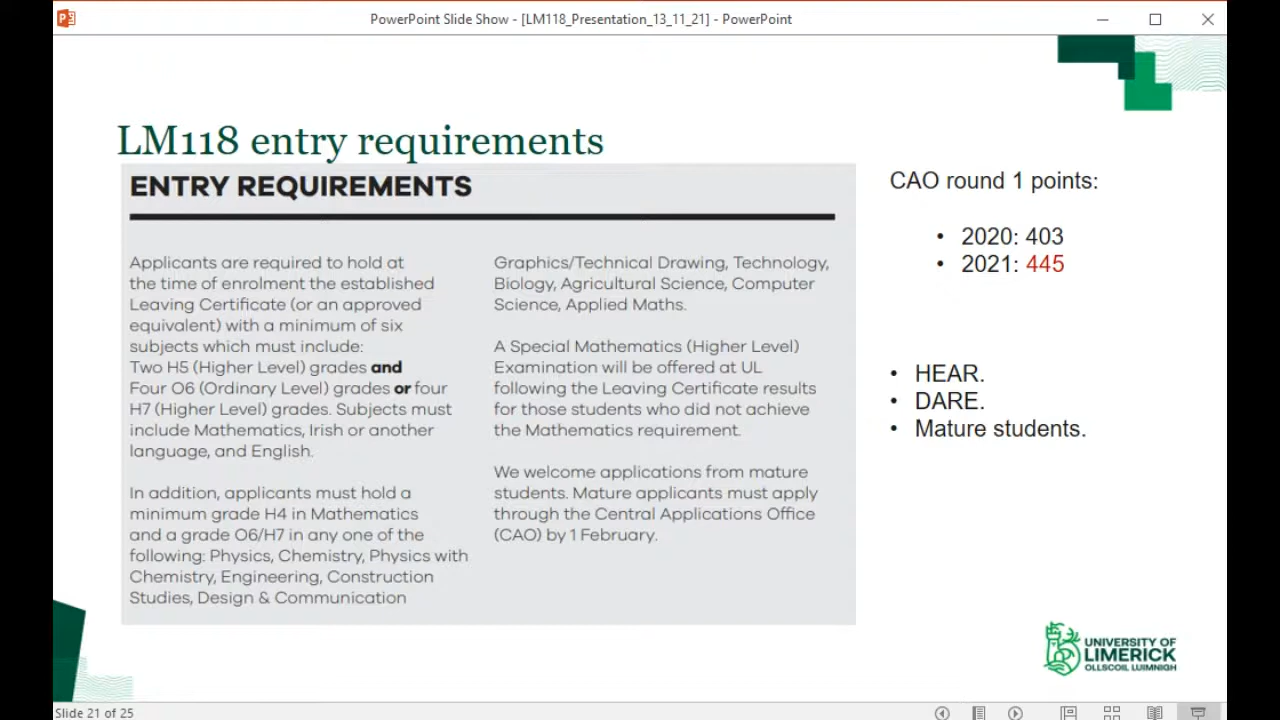 PowerPoint Slide Show - [LM118_Presentation_13_11_21] - PowerPoint
LM118 entry requirements
ENTRY REQUIREMENTS
Applicants are required to hold at
the time of enrolment the established
Leaving Certificate (or an approved
equivalent) with a minimum of six
subjects which must include:
Two H5 (Higher Level) grades and
Four O6 (Ordinary Level) grades or four
H7 (Higher Level) grades. Subjects must
include Mathematics, Irish or another
language, and English.
In addition, applicants must hold a
minimum grade H4 in Mathematics
and a grade O6/H7 in any one of the
following: Physics, Chemistry, Physics with
Chemistry, Engineering, Construction
Studies, Design & Communication
Graphics/Technical Drawing, Technology,
Biology, Agricultural Science, Computer
Science, Applied Maths.
A Special Mathematics (Higher Level)
Examination will be offered at UL
following the Leaving Certificate results
for those students who did not achieve
the Mathematics requirement.
We welcome applications from mature
students. Mature applicants must apply
through the Central Applications Office
(CAO) by 1 February.
CAO round 1 points:
• 2020: 403
• 2021: 445
• HEAR.
• DARE.
• Mature students.
UNIVERSITY OF
LIMERICK
OLLSCOIL LUIMNIGH
Slide 21 of 25